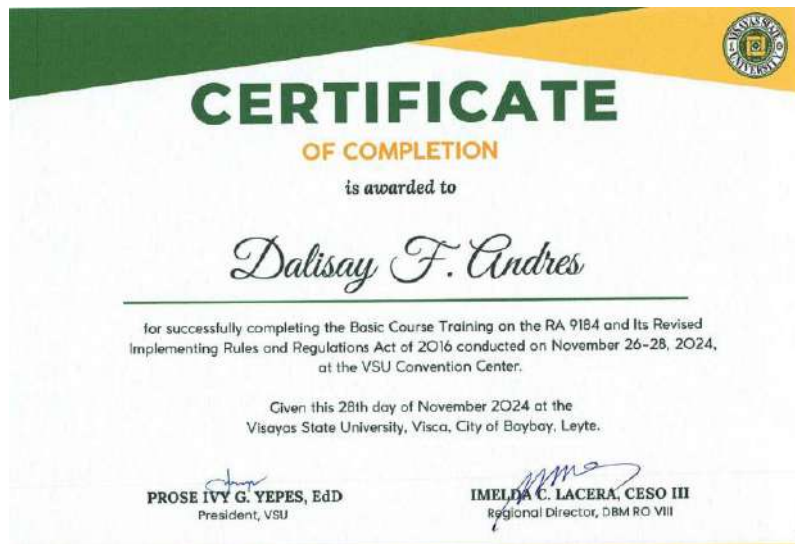 VISAYAS STATE
UNIVERSITY
CERTIFICATE
OF COMPLETION
is awarded to
Dalisay F. Andres
for successfully completing the Basic Course Training on the RA 9184 and Its Revised
Implementing Rules and Regulations Act of 2016 conducted on November 26-28, 2024,
at the VSU Convention Center.
Given this 28th day of November 2024 at the
Visayas State University, Visca, City of Baybay, Leyte.
PROSE IVY G. YEPES, EdD
President, VSU
IMELDA C. LACERA, CESO III
Regional Director, DBM RO VIII